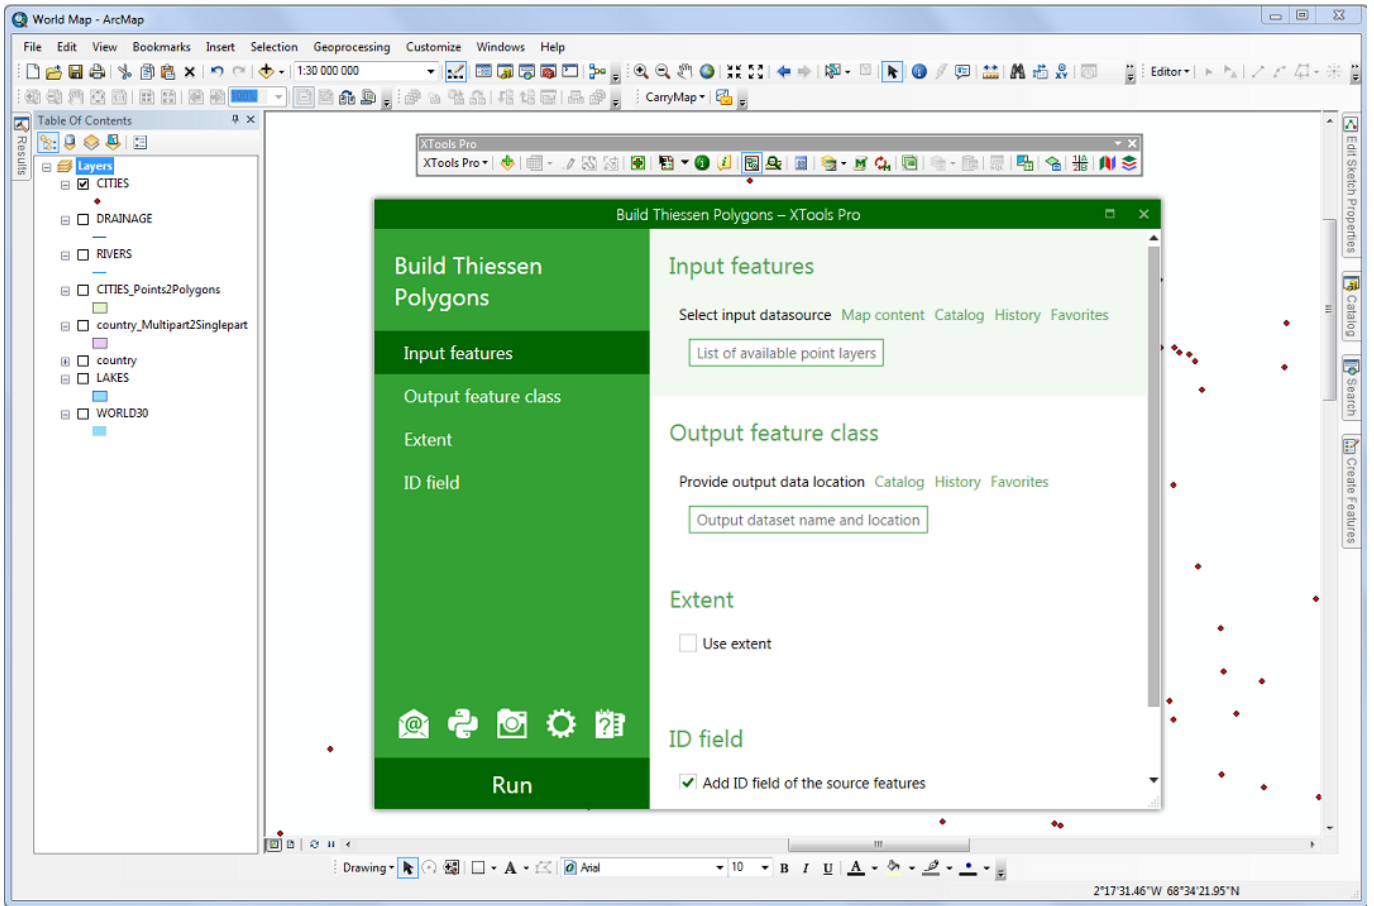 World Map - ArcMap
File Edit View Bookmarks Insert Selection Geoprocessing Customize Windows Help
1:30 000 000
Editor
100%
CarryMap
Table Of Contents
Results
Layers
CITIES
DRAINAGE
RIVERS
CITIES_Points2Polygons
country_Multipart2Singlepart
country
LAKES
WORLD30
XTools Pro
XTools Pro
Build Thiessen Polygons – XTools Pro
Build Thiessen
Polygons
Input features
Output feature class
Extent
ID field
Run
Input features
Select input datasource Map content Catalog History Favorites
List of available point layers
Output feature class
Provide output data location Catalog History Favorites
Output dataset name and location
Extent
Use extent
ID field
Add ID field of the source features
Edit Sketch Properties
Catalog
Search
Create Features
Drawing
Arial
10
B I U A
2°17'31.46"W 68°34'21.95"N